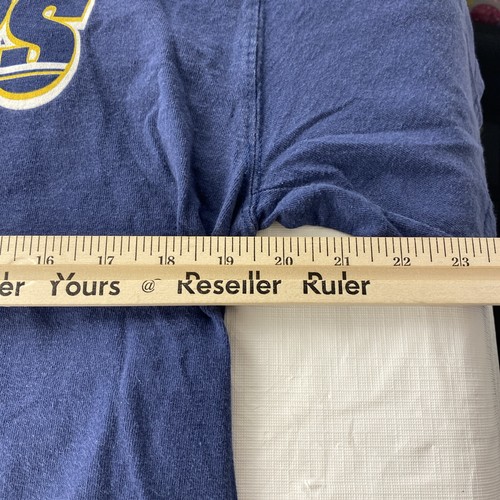 S
16 17 18 19 20 21 22 23
er Yours @ Reseller Ruler